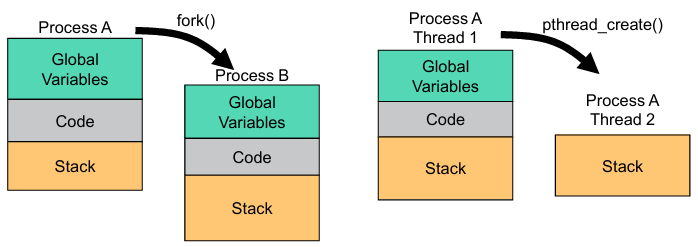 Process A
fork()
Global
Variables
Code
Stack
Process B
Global
Variables
Code
Stack
Process A
Thread 1
pthread_create()
Global
Variables
Code
Stack
Process A
Thread 2
Stack